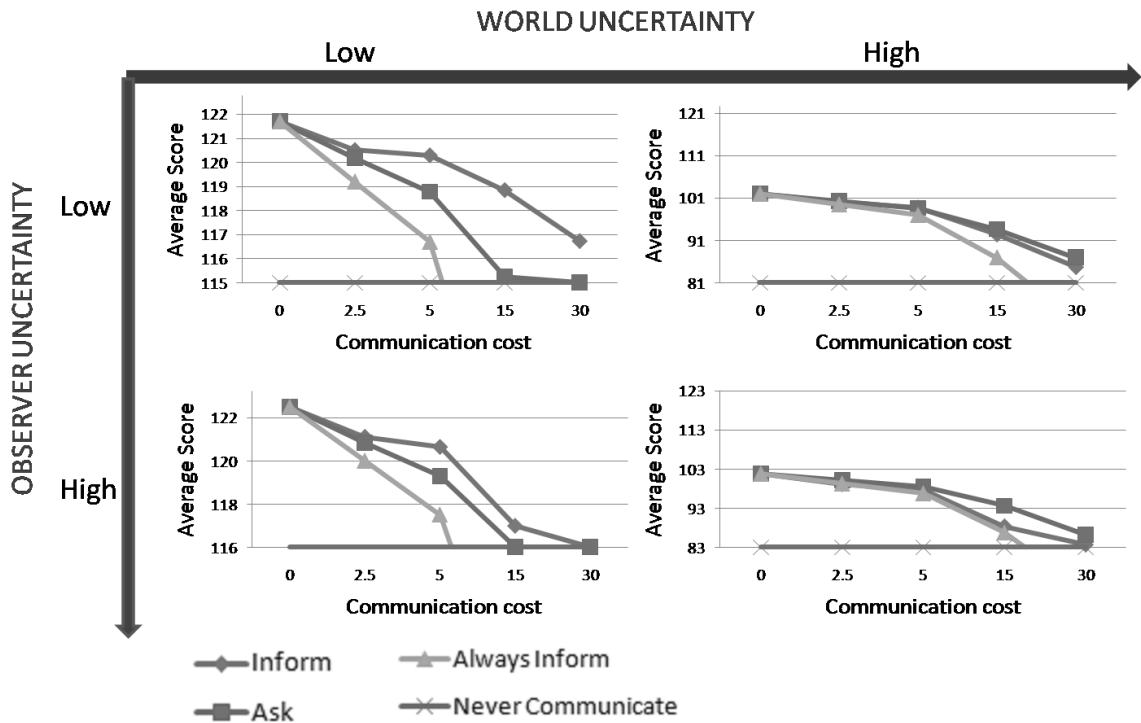 WORLD UNCERTAINTY
Low High
OBSERVER UNCERTAINTY
Low
High
Average Score
122
121
120
119
118
117
116
115
0 2.5 5 15 30
Communication cost
Average Score
121
111
101
91
81
0 2.5 5 15 30
Communication cost
Average Score
122
120
118
116
0 2.5 5 15 30
Communication cost
Average Score
123
113
103
93
83
0 2.5 5 15 30
Communication cost
Inform Always Inform
Ask Never Communicate